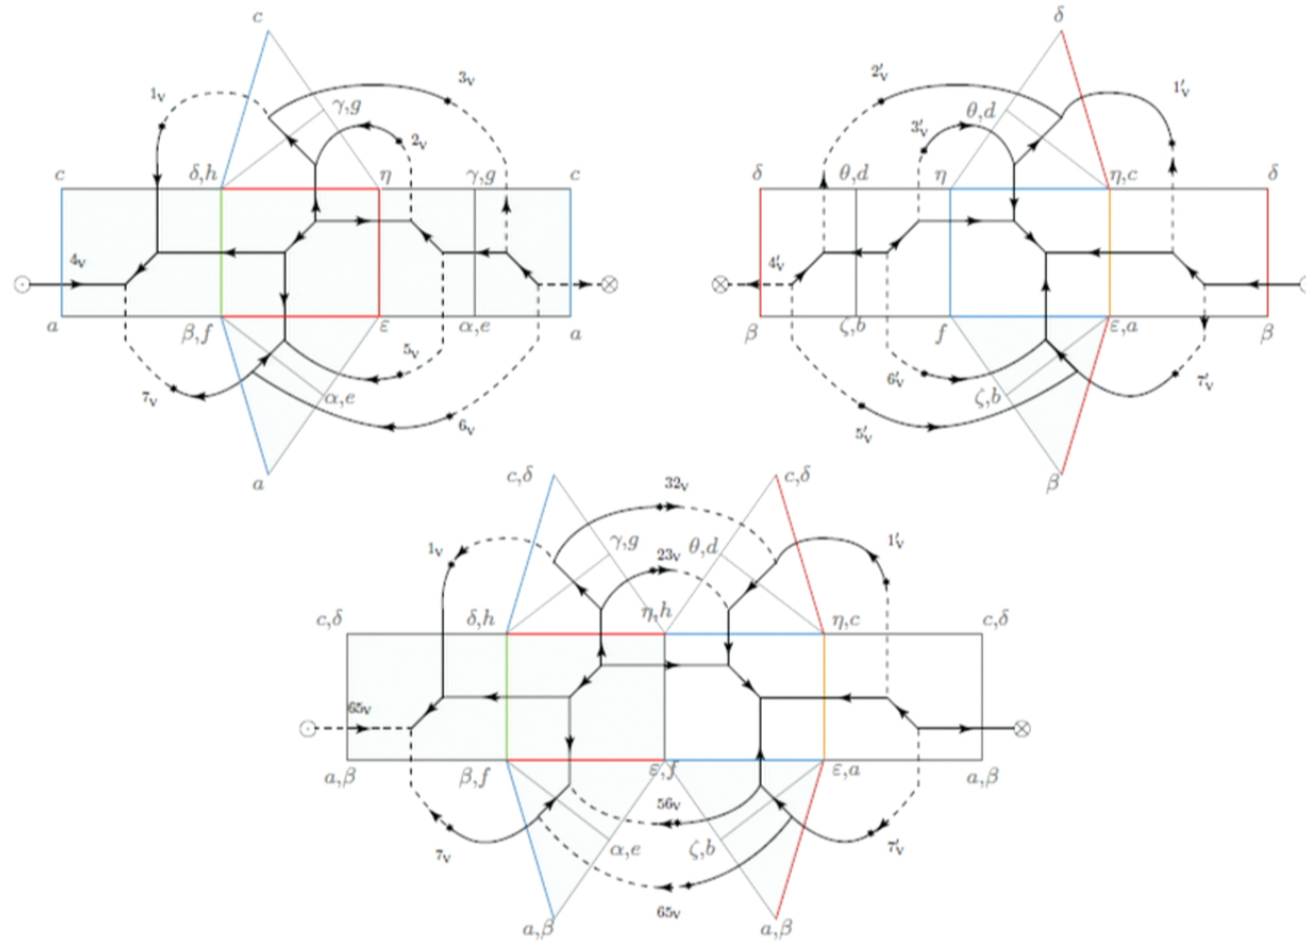 c
δ
1ᵥ
3ᵥ
γ,g
2ᵥ
2′ᵥ
1′ᵥ
θ,d
3′ᵥ
c
δ,h
η
γ,g
c
δ
θ,d
η
η,c
δ
4ᵥ
4′ᵥ
a
β,f
ε
α,e
a
β
ζ,b
f
ε,a
β
5ᵥ
6′ᵥ
7′ᵥ
7ᵥ
α,e
6ᵥ
ζ,b
5′ᵥ
a
β
c,δ
32ᵥ
c,δ
1ᵥ
γ,g
23ᵥ
θ,d
1′ᵥ
c,δ
δ,h
η,h
η,c
c,δ
65ᵥ
a,β
β,f
ε,f
ε,a
a,β
56ᵥ
7ᵥ
α,e
ζ,b
7′ᵥ
65ᵥ
a,β
a,β